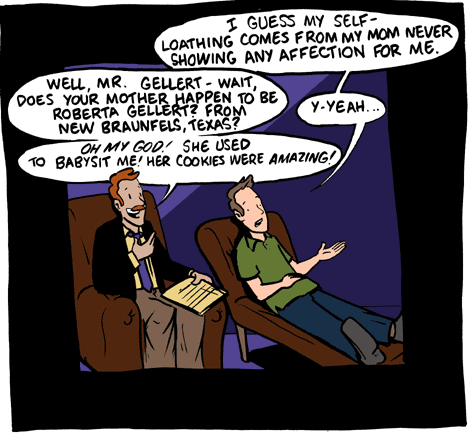 I GUESS MY SELF-
LOATHING COMES FROM MY MOM NEVER
SHOWING ANY AFFECTION FOR ME.
WELL, MR. GELLERT - WAIT,
DOES YOUR MOTHER HAPPEN TO BE
ROBERTA GELLERT? FROM
NEW BRAUNFELS, TEXAS?
Y-YEAH...
OH MY GOD! SHE USED
TO BABYSIT ME! HER COOKIES WERE AMAZING!